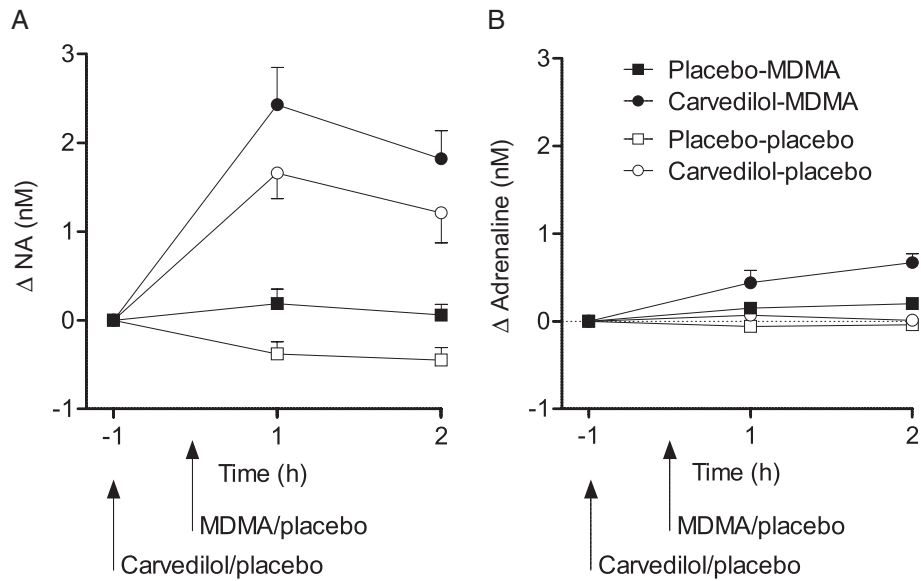 A
3
2
1
0
-1
Δ NA (nM)
-1
1
2
Time (h)
MDMA/placebo
Carvedilol/placebo
B
3
2
1
0
-1
Δ Adrenaline (nM)
Placebo-MDMA
Carvedilol-MDMA
Placebo-placebo
Carvedilol-placebo
-1
1
2
Time (h)
MDMA/placebo
Carvedilol/placebo